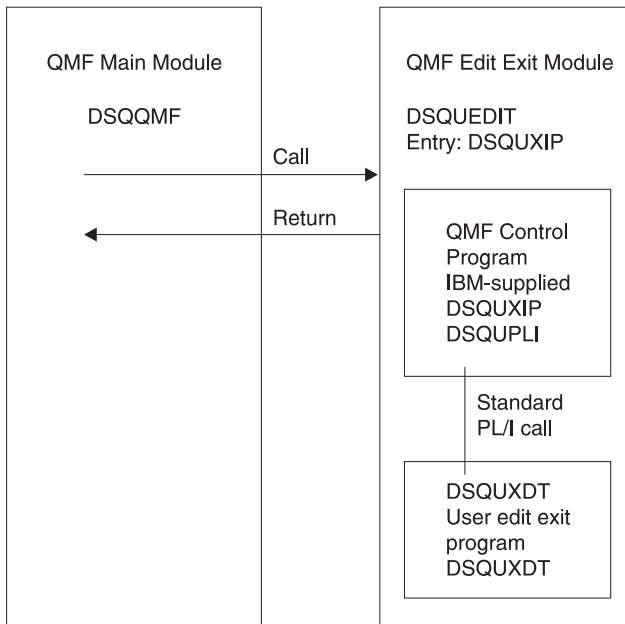 QMF Main Module
DSQQMF
Call
Return
QMF Edit Exit Module
DSQUEDIT
Entry: DSQUXIP
QMF Control
Program
IBM-supplied
DSQUXIP
DSQUPLI
Standard
PL/I call
DSQUXDT
User edit exit
program
DSQUXDT